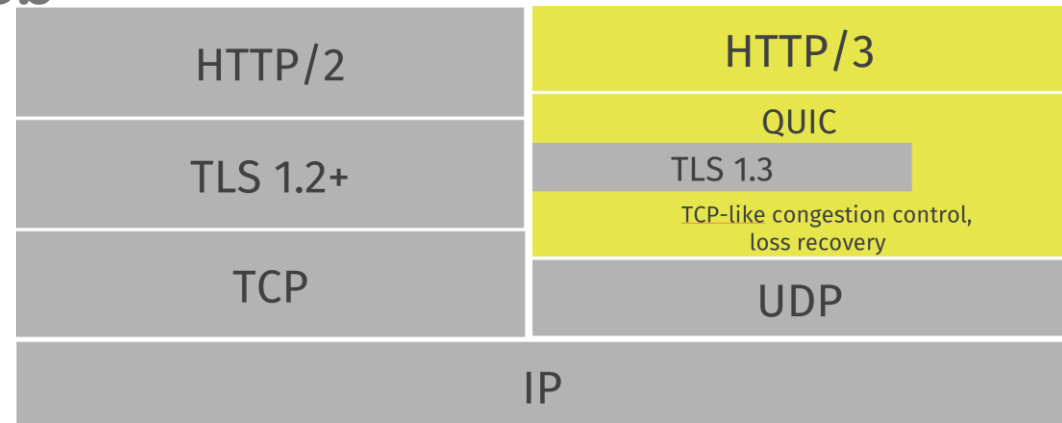 HTTP/2
TLS 1.2+
TCP
HTTP/3
QUIC
TLS 1.3
TCP-like congestion control,
loss recovery
UDP
IP